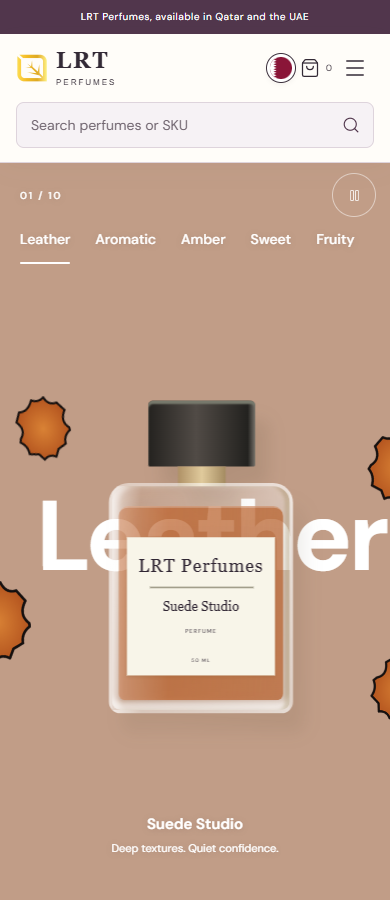 LRT Perfumes, available in Qatar and the UAE
LRT
PERFUMES
0
Search perfumes or SKU
01 / 10
Leather
Aromatic
Amber
Sweet
Fruity
Leather
LRT Perfumes
Suede Studio
PERFUME
50 ML
Suede Studio
Deep textures. Quiet confidence.